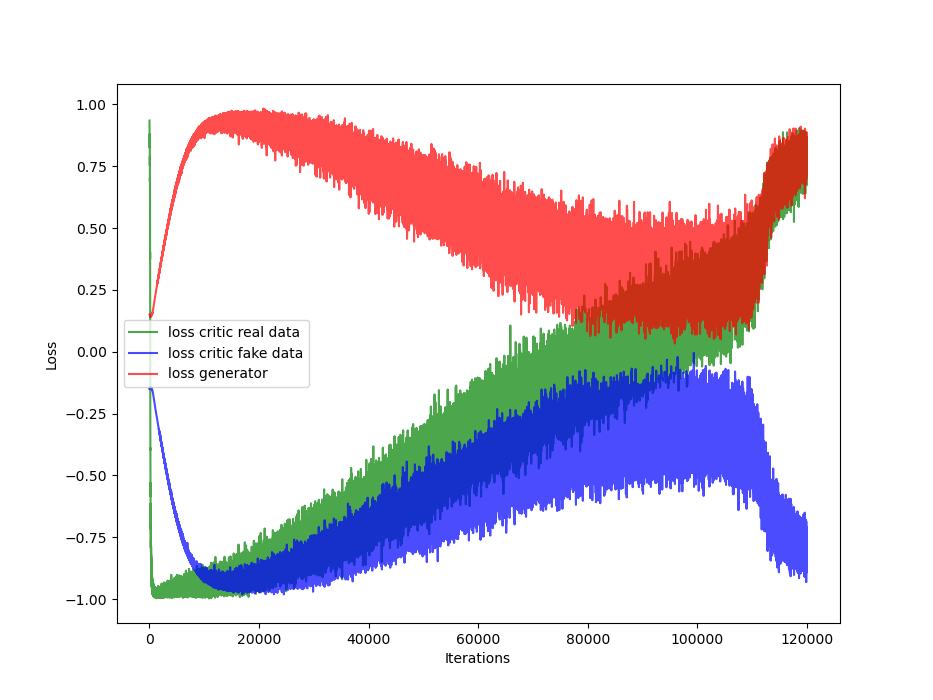 1.00
0.75
0.50
0.25
0.00
−0.25
−0.50
−0.75
−1.00
Loss
loss critic real data
loss critic fake data
loss generator
0 20000 40000 60000 80000 100000 120000
Iterations